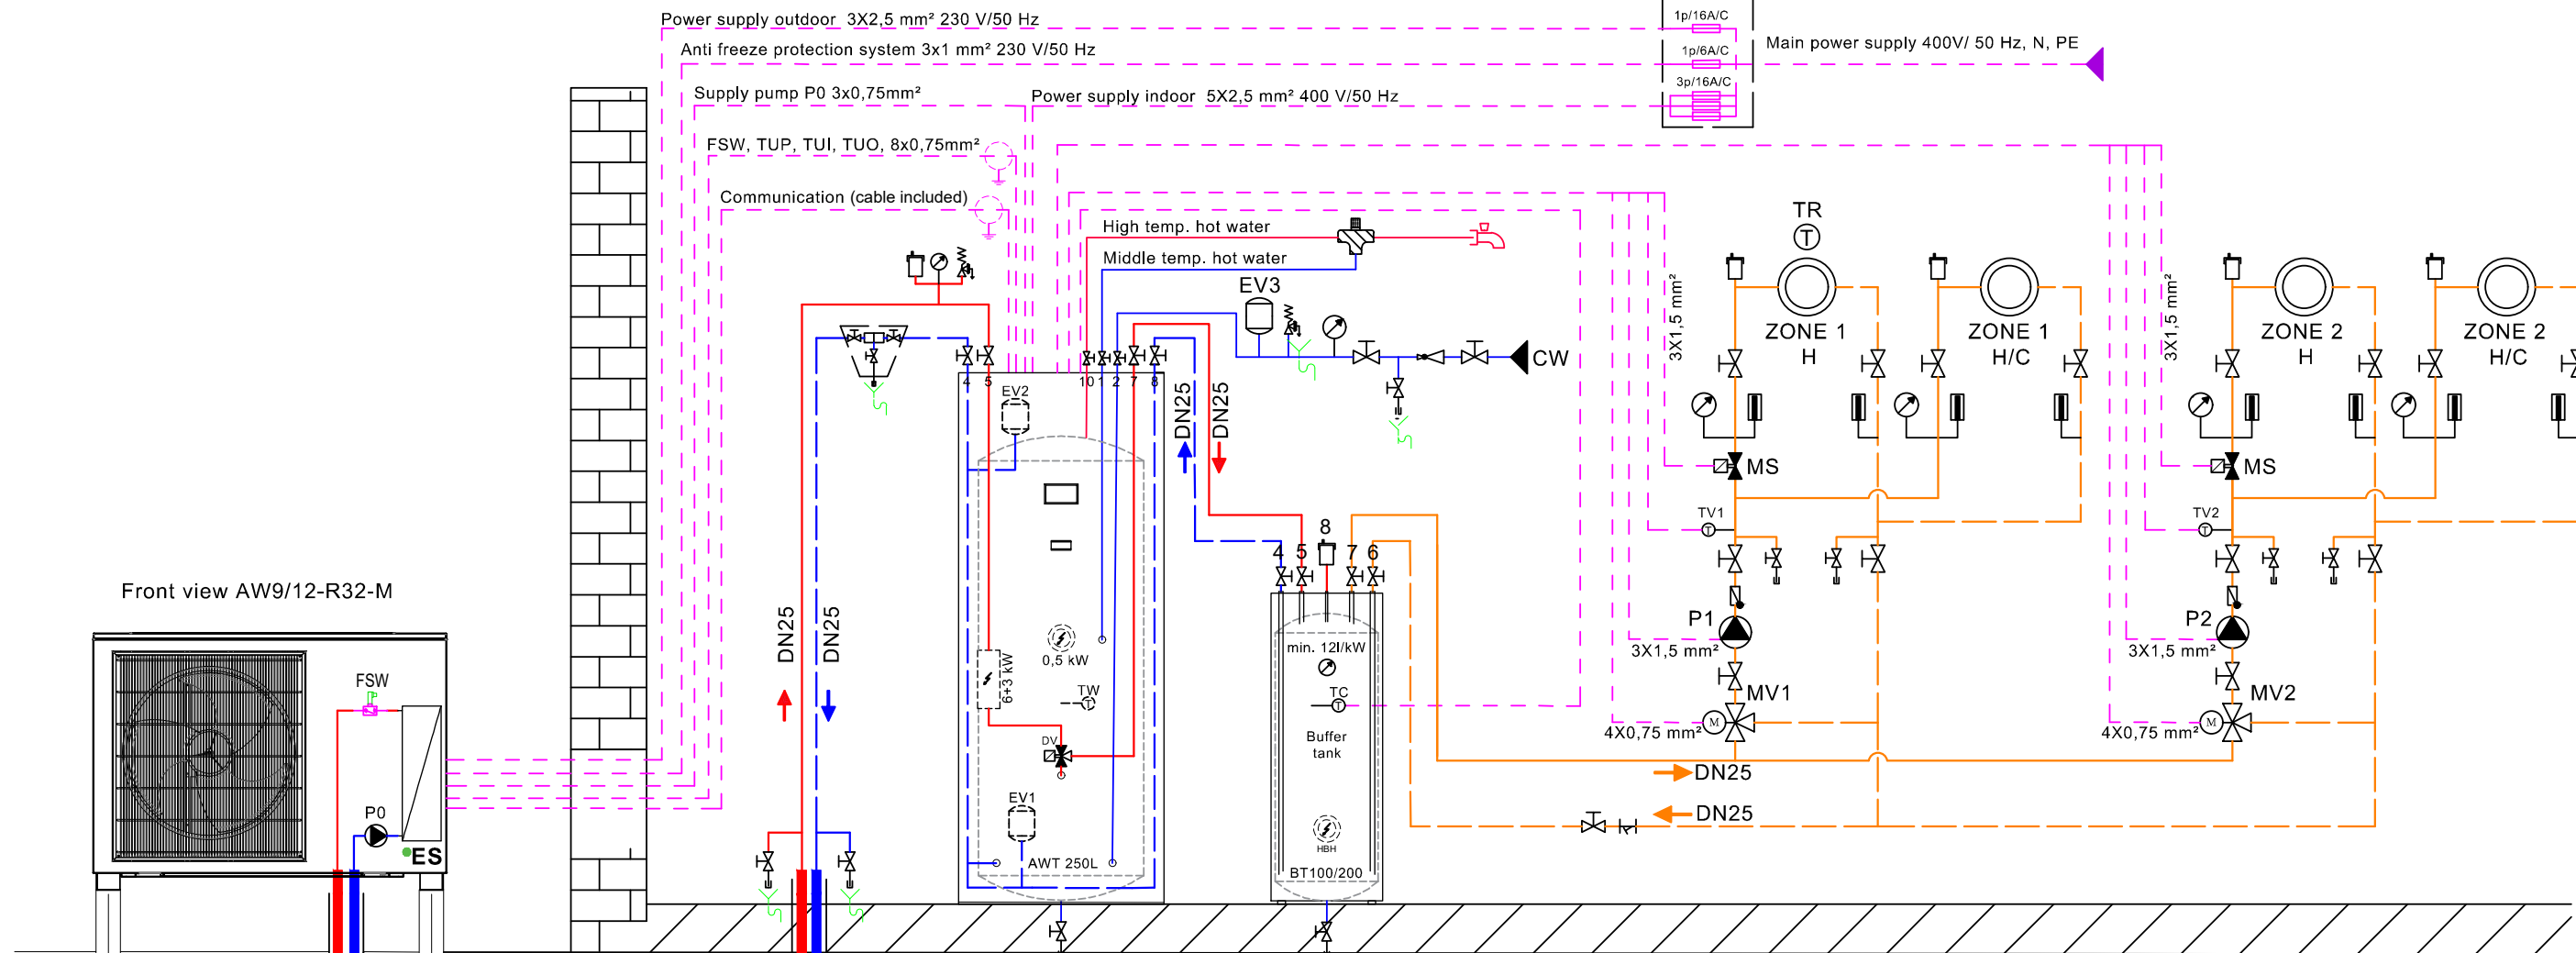 Power supply outdoor 3X2,5 mm² 230 V/50 Hz
1p/16A/C
Anti freeze protection system 3x1 mm² 230 V/50 Hz
1p/6A/C
Main power supply 400V/ 50 Hz, N, PE
3p/16A/C
Supply pump P0 3x0,75mm²
Power supply indoor 5X2,5 mm² 400 V/50 Hz
FSW, TUP, TUI, TUO, 8x0,75mm²
Communication (cable included)
High temp. hot water
Middle temp. hot water
EV3
CW
TR
T
ZONE 1
H
ZONE 1
H/C
ZONE 2
H
ZONE 2
H/C
3X1,5 mm²
3X1,5 mm²
4
5
10
1
2
7
8
EV2
DN25
DN25
MS
MS
TV1
T
TV2
T
4
5
8
7
6
Front view AW9/12-R32-M
DN25
DN25
0,5 kW
6+3 kW
TW
T
DV
EV1
AWT 250L
min. 12l/kW
TC
T
Buffer
tank
HBH
BT100/200
P1
3X1,5 mm²
P2
3X1,5 mm²
MV1
M
4X0,75 mm²
MV2
M
4X0,75 mm²
DN25
DN25
FSW
P0
ES